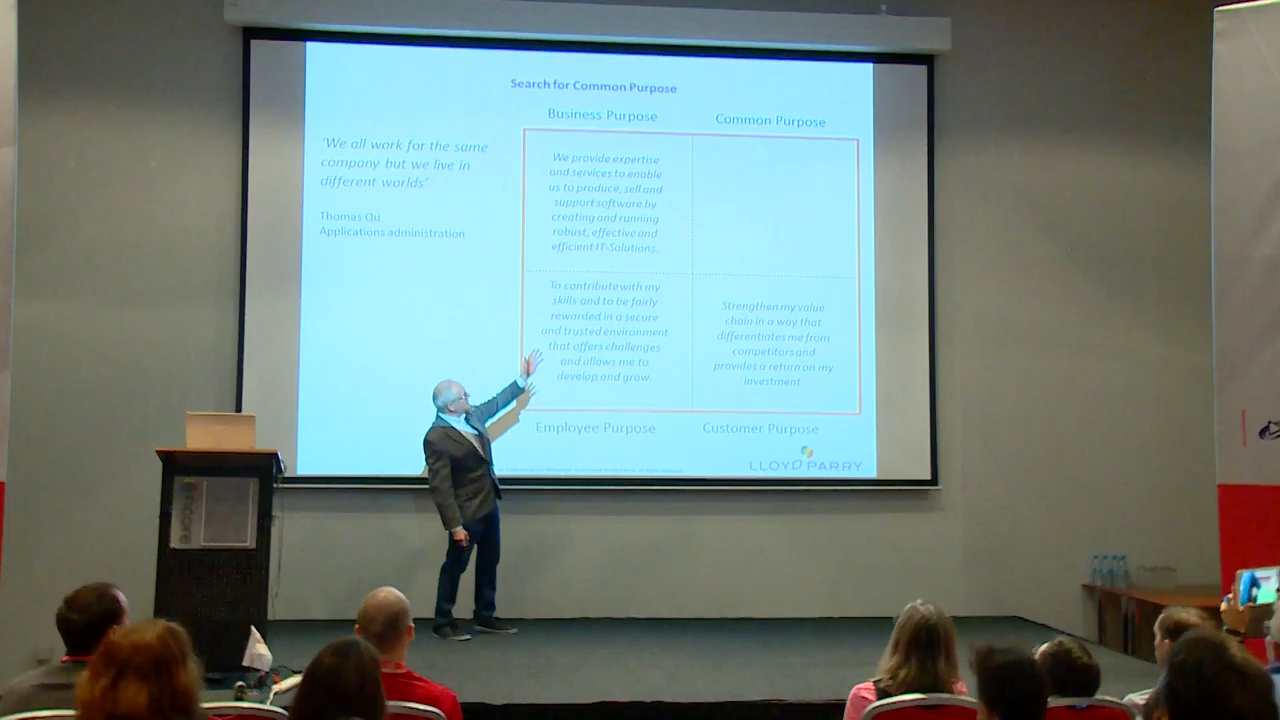 Search for Common Purpose
Business Purpose
Common Purpose
'We all work for the same
company but we live in
different worlds'
Thomas Qu
Applications administration
We provide expertise
and services to enable
us to produce, sell and
support software by
creating and running
robust, effective and
efficient IT-Solutions.
To contribute with my
skills and to be fairly
rewarded in a secure
and trusted environment
that offers challenges
and allows me to
develop and grow.
Strengthen my value
chain in a way that
differentiates me from
competitors and
provides a return on my
investment
Employee Purpose
Customer Purpose
LLOYD PARRY
encore